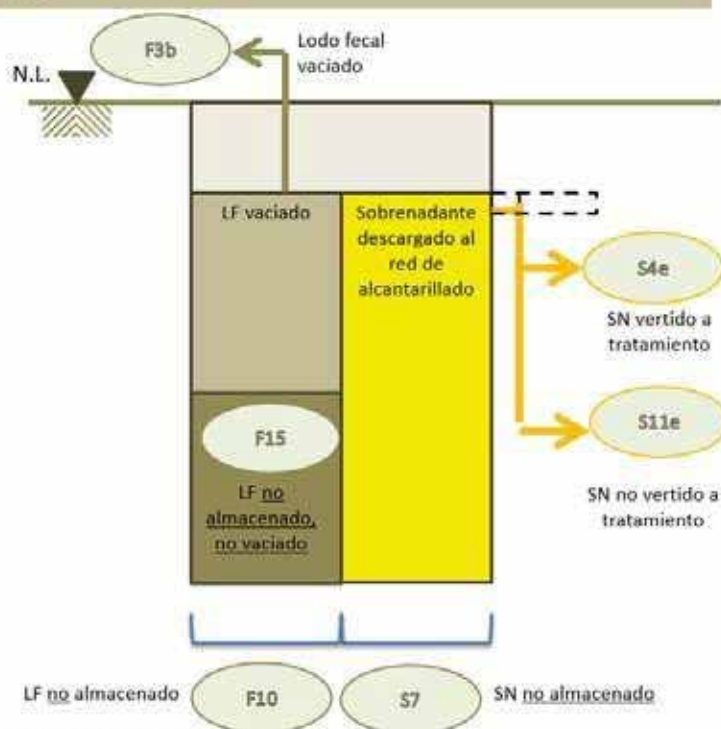 F3b
Lodo fecal
vaciado
N.L.
LF vaciado
Sobrenadante
descargado al
red de
alcantarillado
S4e
SN vertido a
tratamiento
F15
LF no
almacenado,
no vaciado
S11e
SN no vertido a
tratamiento
LF no almacenado
F10
S7
SN no almacenado